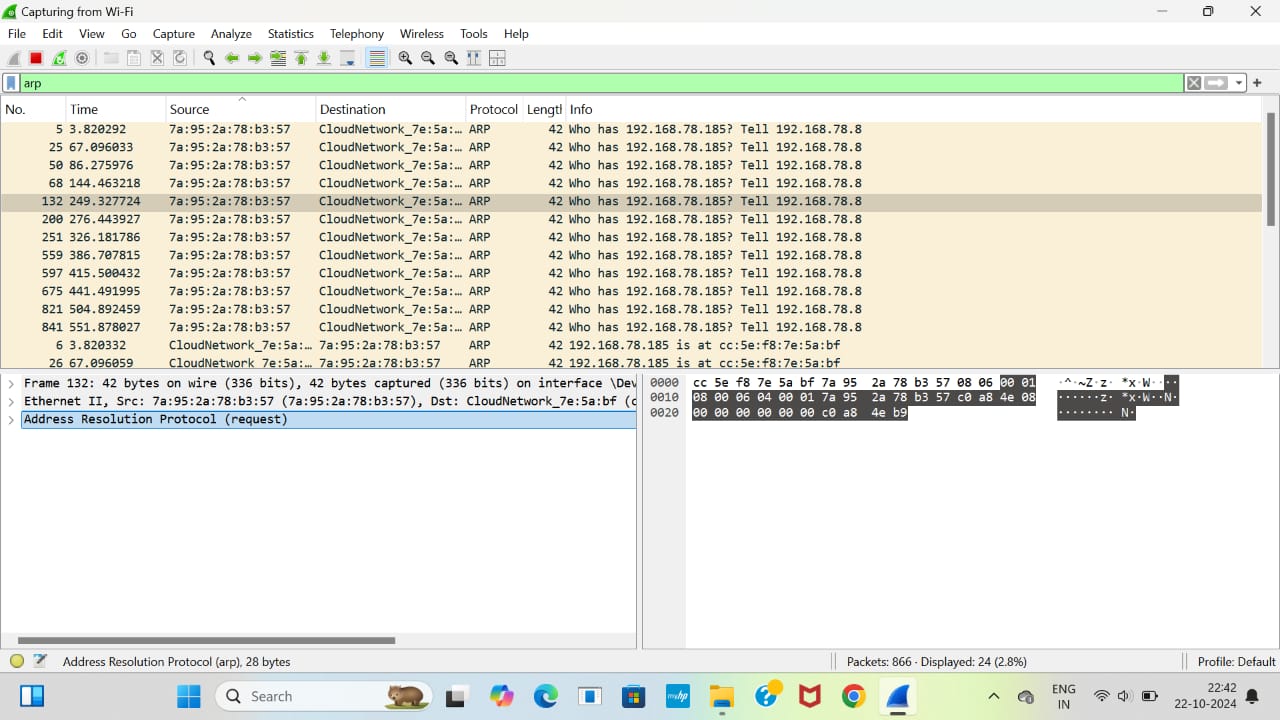 Capturing from Wi-Fi
File Edit View Go Capture Analyze Statistics Telephony Wireless Tools Help
arp
No. Time Source Destination Protocol Length Info
5 3.820292 7a:95:2a:78:b3:57 CloudNetwork_7e:5a:… ARP 42 Who has 192.168.78.185? Tell 192.168.78.8
25 67.096033 7a:95:2a:78:b3:57 CloudNetwork_7e:5a:… ARP 42 Who has 192.168.78.185? Tell 192.168.78.8
50 86.275976 7a:95:2a:78:b3:57 CloudNetwork_7e:5a:… ARP 42 Who has 192.168.78.185? Tell 192.168.78.8
68 144.463218 7a:95:2a:78:b3:57 CloudNetwork_7e:5a:… ARP 42 Who has 192.168.78.185? Tell 192.168.78.8
132 249.327724 7a:95:2a:78:b3:57 CloudNetwork_7e:5a:… ARP 42 Who has 192.168.78.185? Tell 192.168.78.8
200 276.443927 7a:95:2a:78:b3:57 CloudNetwork_7e:5a:… ARP 42 Who has 192.168.78.185? Tell 192.168.78.8
251 326.181786 7a:95:2a:78:b3:57 CloudNetwork_7e:5a:… ARP 42 Who has 192.168.78.185? Tell 192.168.78.8
559 386.707815 7a:95:2a:78:b3:57 CloudNetwork_7e:5a:… ARP 42 Who has 192.168.78.185? Tell 192.168.78.8
597 415.500432 7a:95:2a:78:b3:57 CloudNetwork_7e:5a:… ARP 42 Who has 192.168.78.185? Tell 192.168.78.8
675 441.491995 7a:95:2a:78:b3:57 CloudNetwork_7e:5a:… ARP 42 Who has 192.168.78.185? Tell 192.168.78.8
821 504.892459 7a:95:2a:78:b3:57 CloudNetwork_7e:5a:… ARP 42 Who has 192.168.78.185? Tell 192.168.78.8
841 551.878027 7a:95:2a:78:b3:57 CloudNetwork_7e:5a:… ARP 42 Who has 192.168.78.185? Tell 192.168.78.8
6 3.820332 CloudNetwork_7e:5a:… 7a:95:2a:78:b3:57 ARP 42 192.168.78.185 is at cc:5e:f8:7e:5a:bf
26 67.096059 CloudNetwork_7e:5a:… 7a:95:2a:78:b3:57 ARP 42 192.168.78.185 is at cc:5e:f8:7e:5a:bf
Frame 132: 42 bytes on wire (336 bits), 42 bytes captured (336 bits) on interface \Dev
Ethernet II, Src: 7a:95:2a:78:b3:57 (7a:95:2a:78:b3:57), Dst: CloudNetwork_7e:5a:bf (c
Address Resolution Protocol (request)
0000 cc 5e f8 7e 5a bf 7a 95 2a 78 b3 57 08 06 00 01 ·^·~Z·z· *x·W····
0010 08 00 06 04 00 01 7a 95 2a 78 b3 57 c0 a8 4e 08 ······z· *x·W··N·
0020 00 00 00 00 00 00 c0 a8 4e b9 ········ N·
Address Resolution Protocol (arp), 28 bytes
Packets: 866 · Displayed: 24 (2.8%)
Profile: Default
Search
myhp
ENG
IN
22:42
22-10-2024